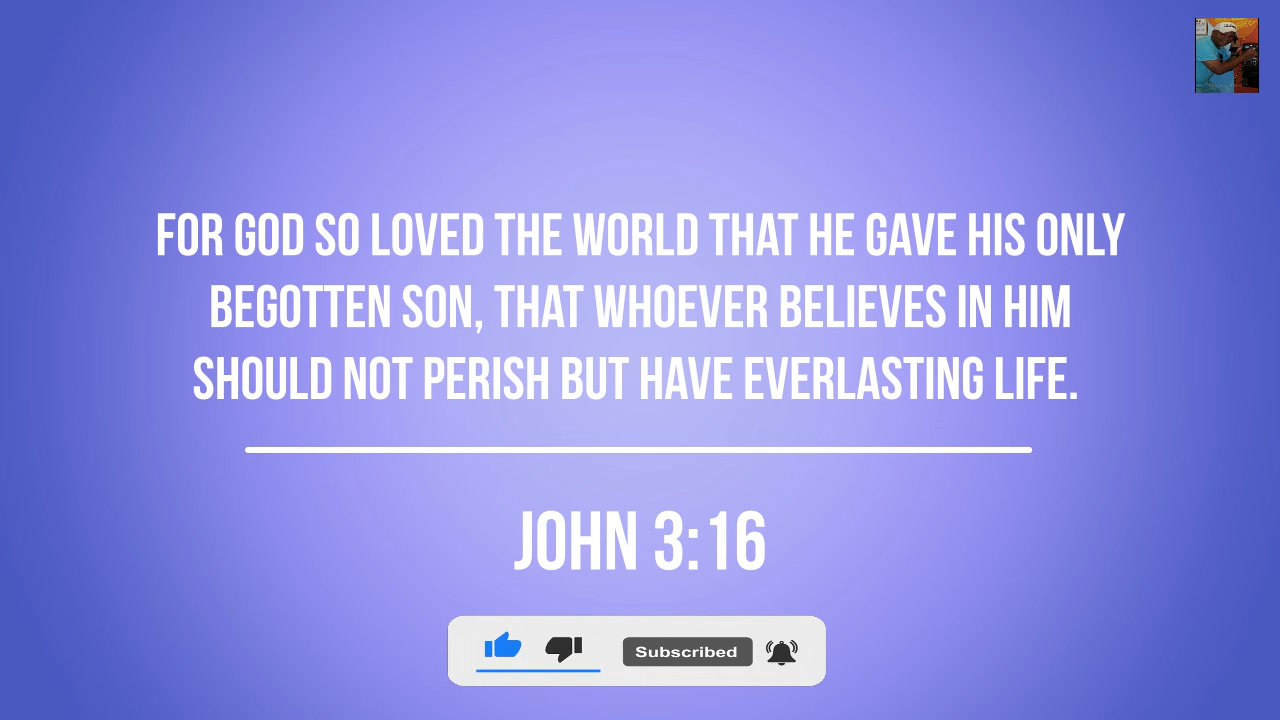 FOR GOD SO LOVED THE WORLD THAT HE GAVE HIS ONLY
BEGOTTEN SON, THAT WHOEVER BELIEVES IN HIM
SHOULD NOT PERISH BUT HAVE EVERLASTING LIFE.
JOHN 3:16
Subscribed